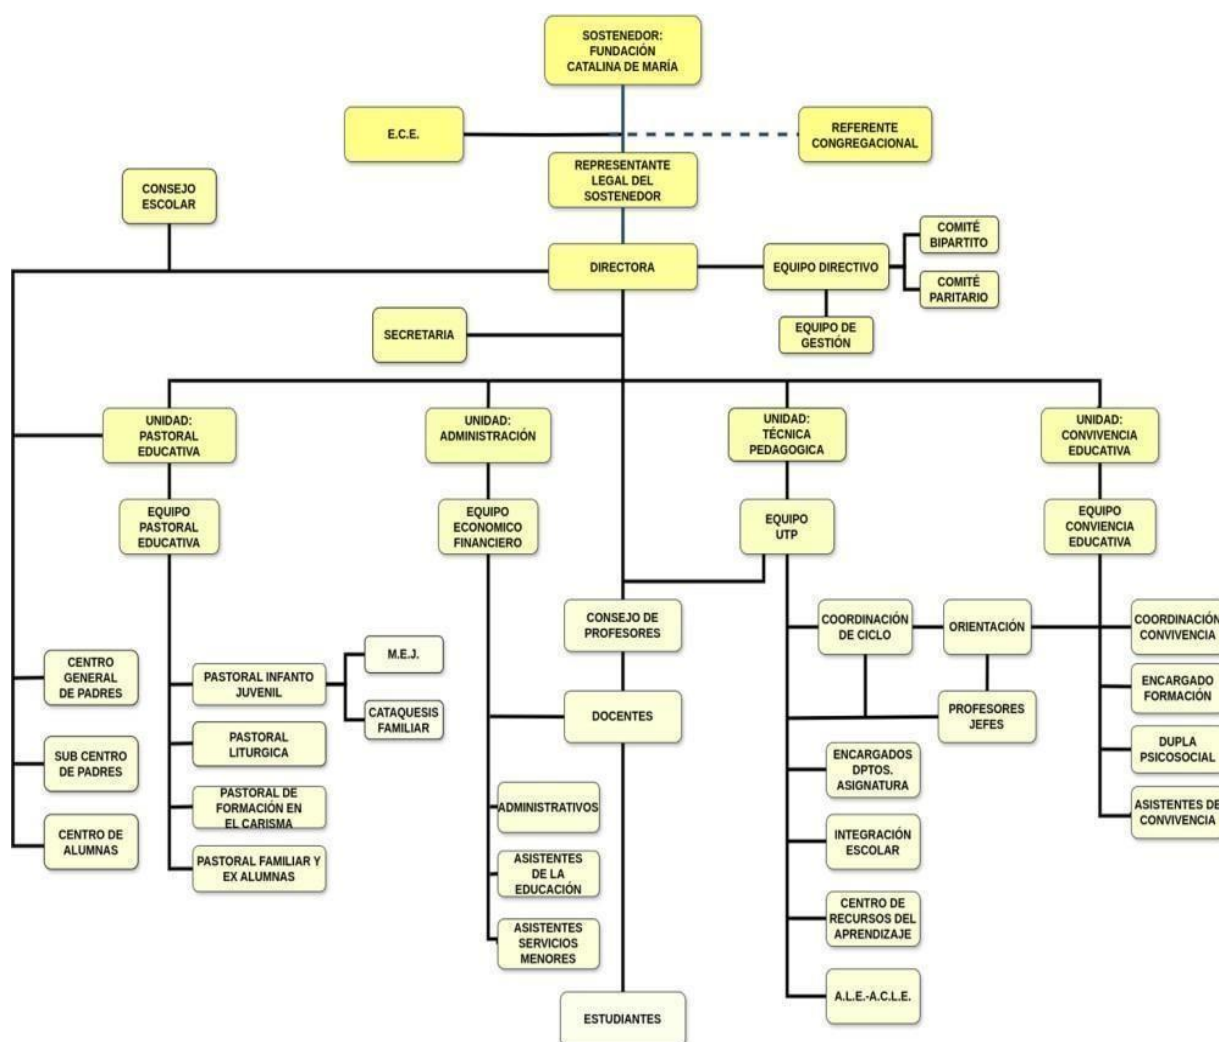 SOSTENEDOR:
FUNDACIÓN
CATALINA DE MARÍA
E.C.E.
REFERENTE
CONGREGACIONAL
REPRESENTANTE
LEGAL DEL
SOSTENEDOR
CONSEJO
ESCOLAR
DIRECTORA
EQUIPO DIRECTIVO
COMITÉ
BIPARTITO
COMITÉ
PARITARIO
SECRETARIA
EQUIPO DE
GESTIÓN
UNIDAD:
PASTORAL
EDUCATIVA
UNIDAD:
ADMINISTRACIÓN
UNIDAD:
TÉCNICA
PEDAGOGICA
UNIDAD:
CONVIVENCIA
EDUCATIVA
EQUIPO
PASTORAL
EDUCATIVA
EQUIPO
ECONOMICO
FINANCIERO
EQUIPO
UTP
EQUIPO
CONVIENCIA
EDUCATIVA
CONSEJO DE
PROFESORES
COORDINACIÓN
DE CICLO
ORIENTACIÓN
COORDINACIÓN
CONVIVENCIA
CENTRO
GENERAL
DE PADRES
PASTORAL INFANTO
JUVENIL
M.E.J.
CATAQUESIS
FAMILIAR
DOCENTES
PROFESORES
JEFES
ENCARGADO
FORMACIÓN
SUB CENTRO
DE PADRES
PASTORAL
LITURGICA
ENCARGADOS
DPTOS.
ASIGNATURA
DUPLA
PSICOSOCIAL
CENTRO DE
ALUMNAS
PASTORAL DE
FORMACIÓN EN
EL CARISMA
ADMINISTRATIVOS
INTEGRACIÓN
ESCOLAR
ASISTENTES DE
CONVIVENCIA
PASTORAL FAMILIAR Y
EX ALUMNAS
ASISTENTES
DE LA
EDUCACIÓN
CENTRO DE
RECURSOS DEL
APRENDIZAJE
ASISTENTES
SERVICIOS
MENORES
A.L.E.-A.C.L.E.
ESTUDIANTES